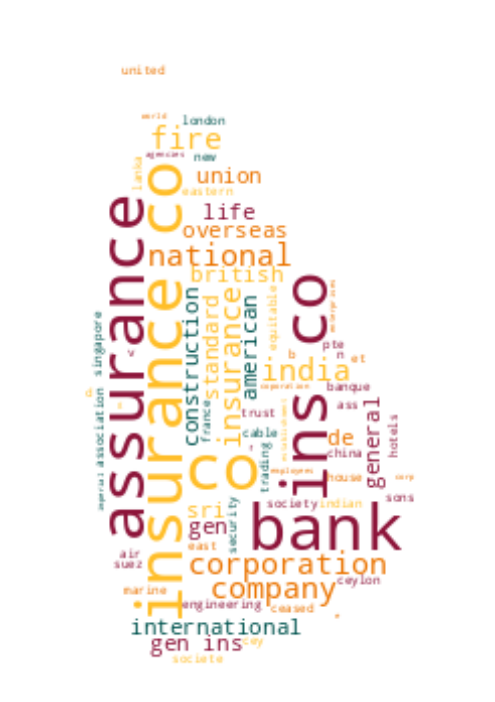 united
world
london
fire
agencies
new
lanka
union
eastern
life
overseas
national
british
assurance
insurance co
ins co
construction
standard
insurance
american
equitable
enterprises
singapore
association
imperial
v
pte
n
et
b
india
corporation
banque
france
trust
ass
establishment
cable
de
china
general
hotels
co
trading
employees
house
corp
sons
society
indian
sri
gen
security
bank
east
air
suez
corporation
company
ceylon
marine
engineering
ceased
international
gen ins
cey
societe